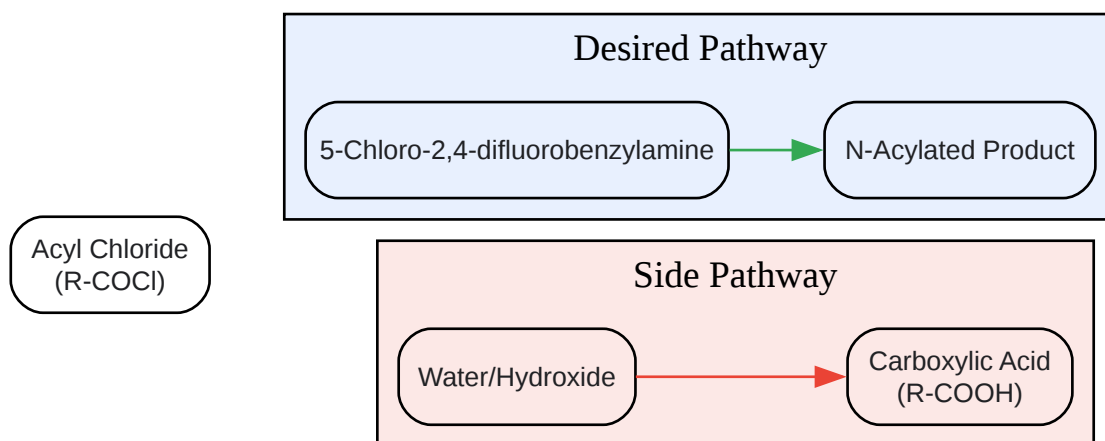 Desired Pathway
5-Chloro-2,4-difluorobenzylamine
N-Acylated Product
Acyl Chloride
(R-COCl)
Side Pathway
Water/Hydroxide
Carboxylic Acid
(R-COOH)